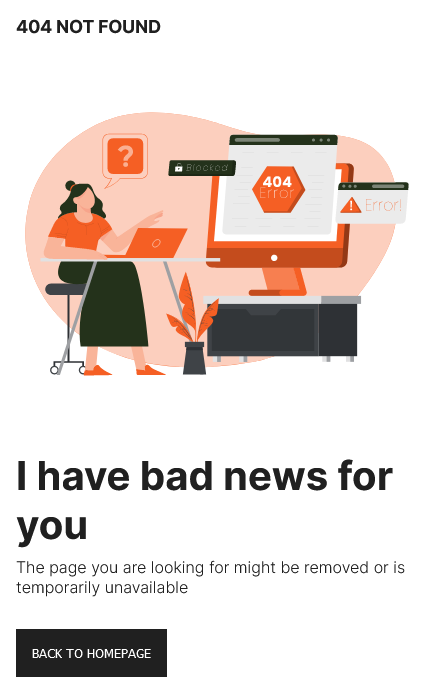 404 NOT FOUND
?
Blocked
404
Error
Error!
!
I have bad news for
you
The page you are looking for might be removed or is
temporarily unavailable
BACK TO HOMEPAGE